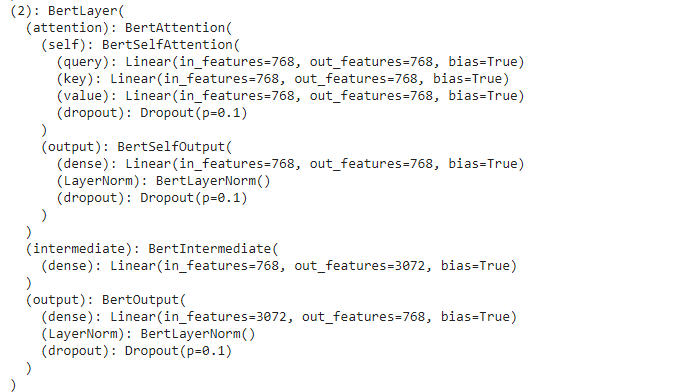 (2): BertLayer(
  (attention): BertAttention(
    (self): BertSelfAttention(
      (query): Linear(in_features=768, out_features=768, bias=True)
      (key): Linear(in_features=768, out_features=768, bias=True)
      (value): Linear(in_features=768, out_features=768, bias=True)
      (dropout): Dropout(p=0.1)
    )
    (output): BertSelfOutput(
      (dense): Linear(in_features=768, out_features=768, bias=True)
      (LayerNorm): BertLayerNorm()
      (dropout): Dropout(p=0.1)
    )
  )
  (intermediate): BertIntermediate(
    (dense): Linear(in_features=768, out_features=3072, bias=True)
  )
  (output): BertOutput(
    (dense): Linear(in_features=3072, out_features=768, bias=True)
    (LayerNorm): BertLayerNorm()
    (dropout): Dropout(p=0.1)
  )
)